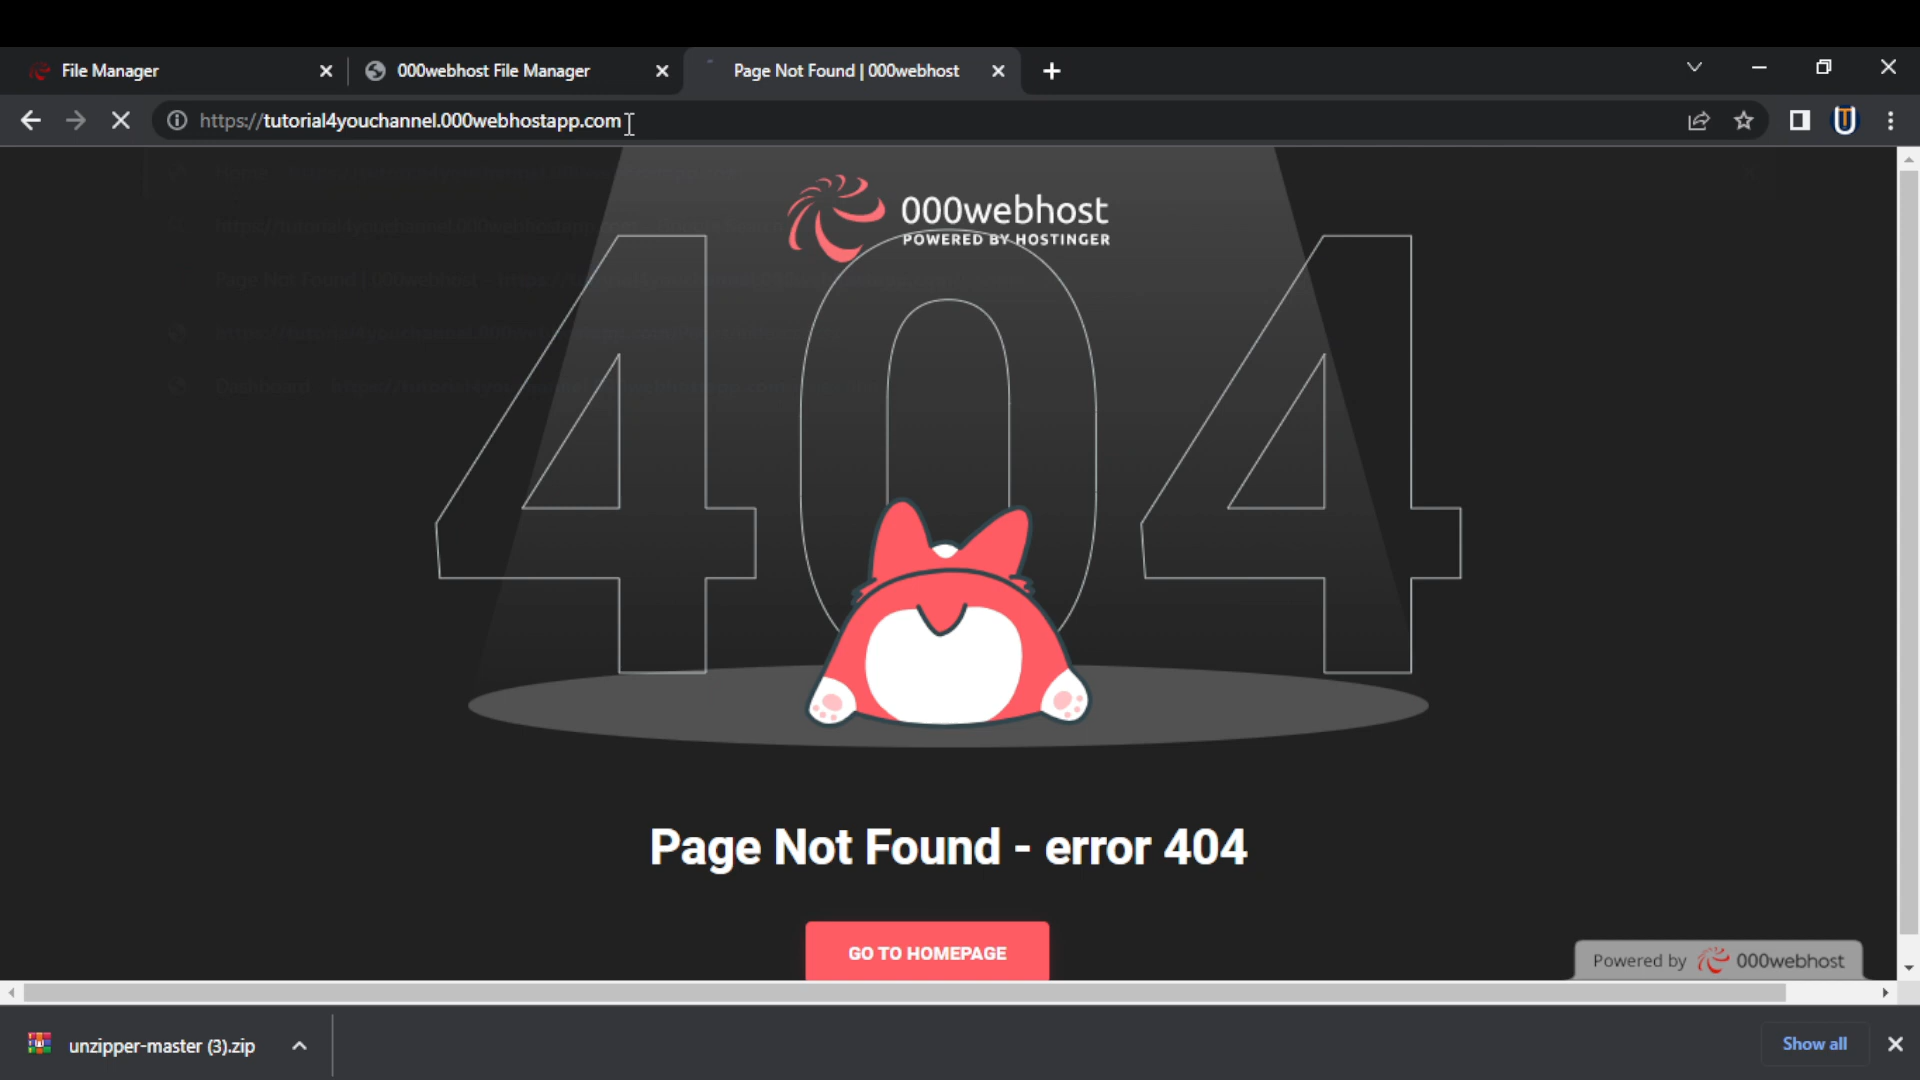 File Manager
000webhost File Manager
Page Not Found | 000webhost
https://tutorial4youchannel.000webhostapp.com
000webhost
POWERED BY HOSTINGER
404
Page Not Found - error 404
GO TO HOMEPAGE
Powered by 000webhost
unzipper-master (3).zip
Show all